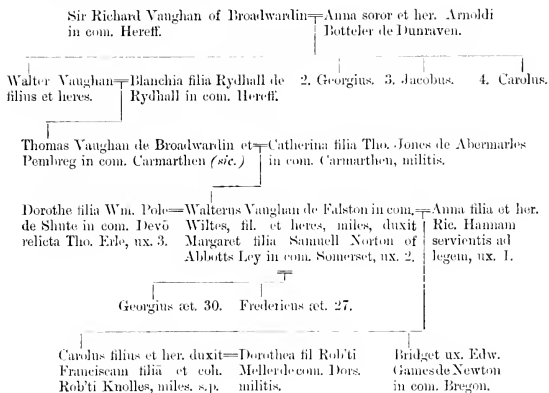 Sir Richard Vaughan of Broadwardin=Anna soror et her. Arnoldi
in com. Hereff. Botteler de Dunraven.
Walter Vaughan=Blanchia filia Rydhall de 2. Georgius. 3. Jacobus. 4. Carolus.
filius et heres. Rydhall in com. Hereff.
Thomas Vaughan de Broadwardin et=Catherina filia Tho. Jones de Abermarles
Pembreg in com. Carmarthen (sic.) in com. Carmarthen, militis.
Dorothe filia Wm. Pole=Walterus Vaughan de Falston in com.=Anna filia et her.
de Shute in com. Devō Wiltes, fil. et heres, miles, duxit Ric. Hannam
relicta Tho. Erle, ux. 3. Margaret filia Samuell Norton of servientis ad
Abbotts Ley in com. Somerset, ux. 2. legem, ux. 1.
Georgius æt. 30. Fredericus æt. 27.
Carolus filius et her. duxit=Dorothea fil Rob'ti Bridget ux. Edw.
Franciscam filiā et coh. Meller de com. Dors. Games de Newton
Rob'ti Knolles, miles. s.p. militis. in com. Bregon.